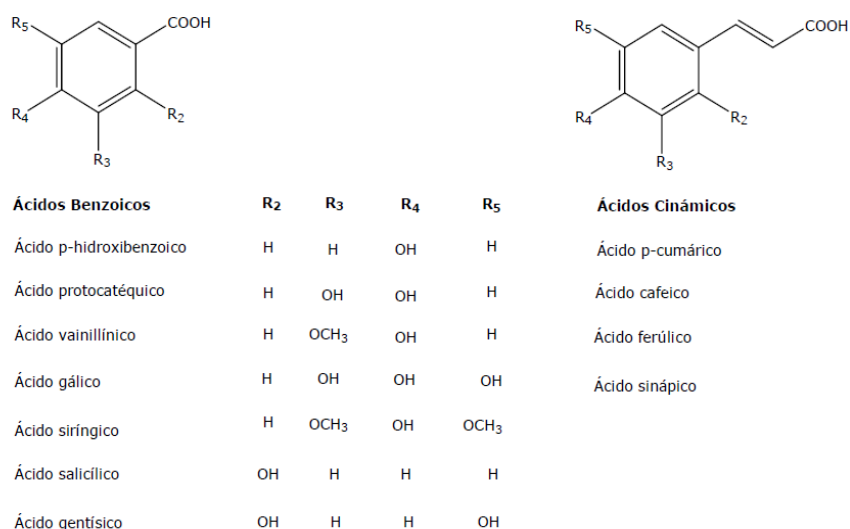 R5 COOH R5 COOH
R4 R2 R4 R2
R3 R3
Ácidos Benzoicos R2 R3 R4 R5 Ácidos Cinámicos
Ácido p-hidroxibenzoico H H OH H Ácido p-cumárico
Ácido protocatéquico H OH OH H Ácido cafeico
Ácido vainillínico H OCH3 OH H Ácido ferúlico
Ácido gálico H OH OH OH Ácido sinápico
Ácido siríngico H OCH3 OH OCH3
Ácido salicílico OH H H H
Ácido gentísico OH H H OH